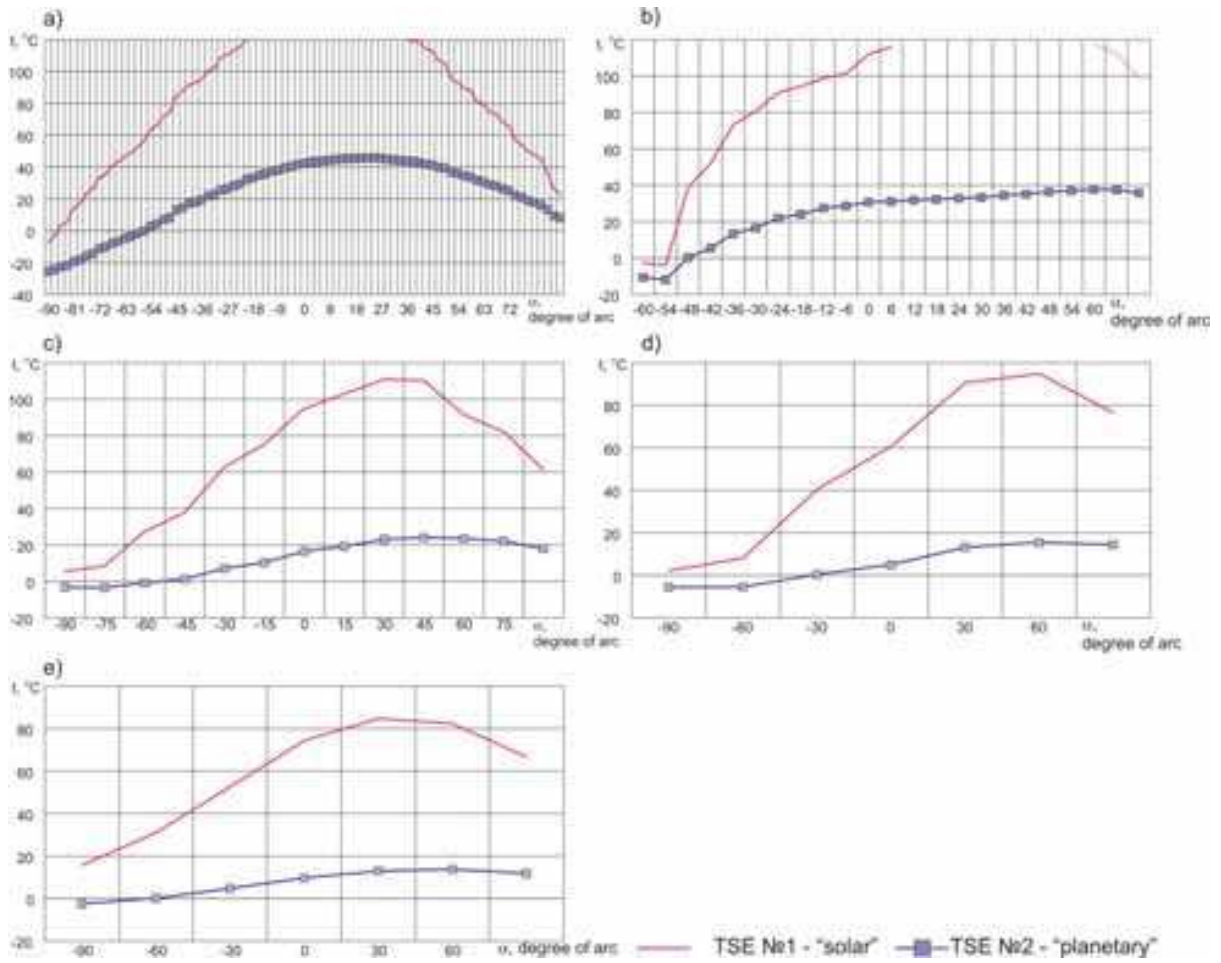 a)
t, °C
100
80
60
40
20
0
-20
-40
-90 -81 -72 -63 -54 -45 -36 -27 -18 -9 0 9 18 27 36 45 54 63 72
degree of arc
b)
t, °C
100
80
60
40
20
0
-20
-60 -54 -48 -42 -36 -30 -24 -18 -12 -6 0 6 12 18 24 30 36 42 48 54 60
degree of arc
c)
t, °C
100
80
60
40
20
0
-20
-90 -75 -60 -45 -30 -15 0 15 30 45 60 75
degree of arc
d)
t, °C
80
60
40
20
0
-20
-90 -60 -30 0 30 60
degree of arc
e)
t, °C
80
60
40
20
0
-20
-90 -60 -30 0 30 60 degree of arc
TSE №1 - “solar”
TSE №2 - “planetary”